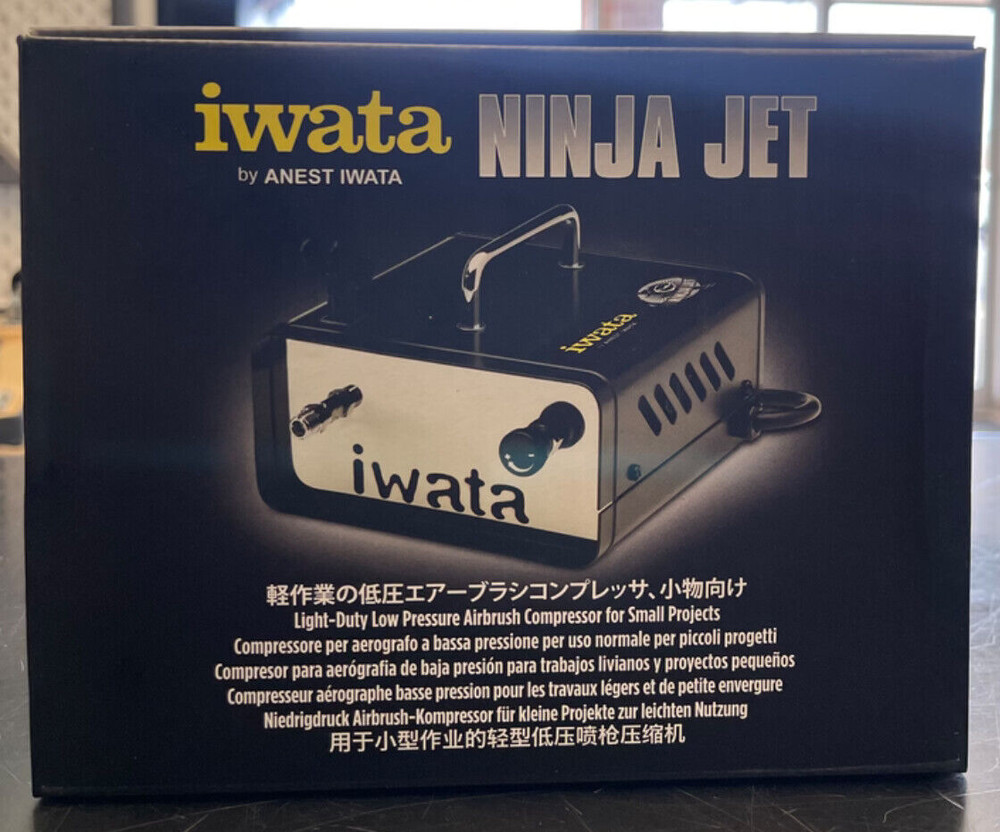 iwata NINJA JET
by ANEST IWATA
iwata
iwata
軽作業の低圧エアーブラシコンプレッサ、小物向け
Light-Duty Low Pressure Airbrush Compressor for Small Projects
Compressore per aerografo a bassa pressione per uso normale per piccoli progetti
Compresor para aerógrafia de baja presión para trabajos livianos y proyectos pequeños
Compresseur aérographe basse pression pour les travaux légers et de petite envergure
Niedrigdruck Airbrush-Kompressor für kleine Projekte zur leichten Nutzung
用于小型作业的轻型低压喷枪压缩机